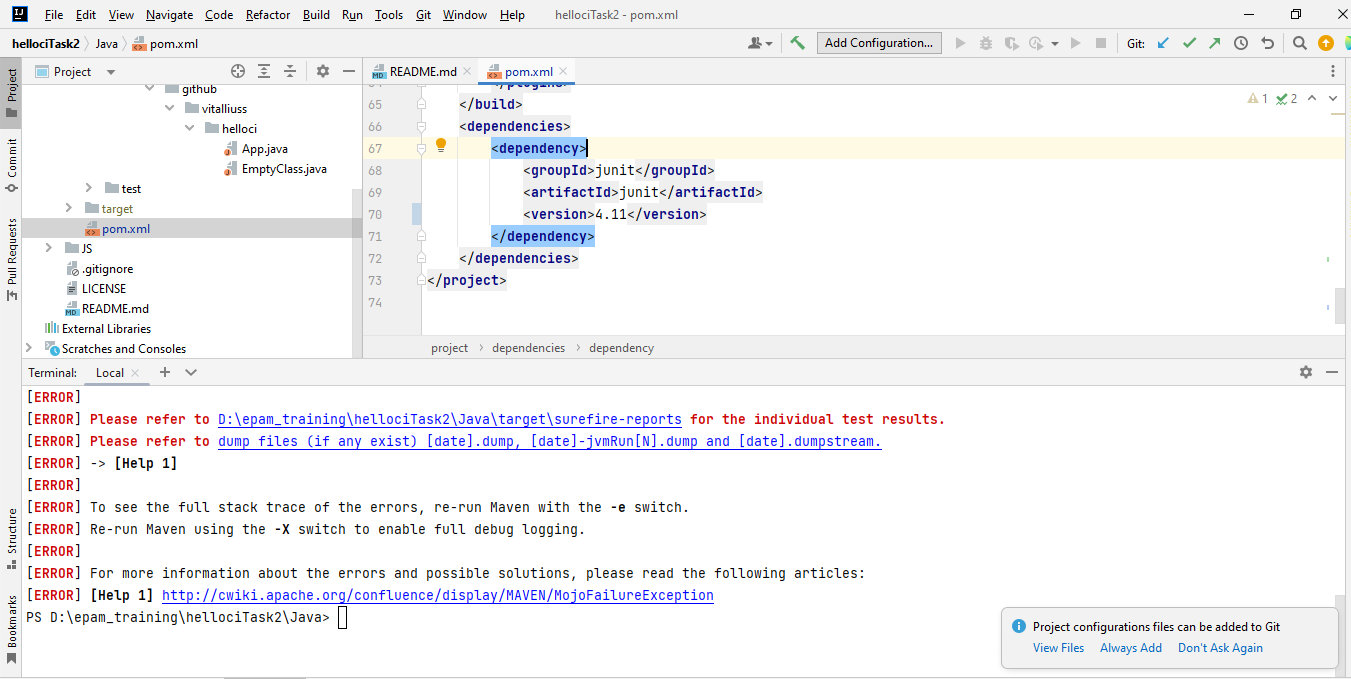 File Edit View Navigate Code Refactor Build Run Tools Git Window Help hellociTask2 - pom.xml
hellociTask2 Java pom.xml Add Configuration... Git:
Project README.md pom.xml
github
vitalliuss
helloci
App.java
EmptyClass.java
test
target
pom.xml
JS
.gitignore
LICENSE
README.md
External Libraries
Scratches and Consoles
Project
Commit
Pull Requests
Structure
Bookmarks
65 </build>
66 <dependencies>
67 <dependency>
68 <groupId>junit</groupId>
69 <artifactId>junit</artifactId>
70 <version>4.11</version>
71 </dependency>
72 </dependencies>
73 </project>
74
1 2
project dependencies dependency
Terminal: Local
[ERROR]
[ERROR] Please refer to D:\epam_training\hellociTask2\Java\target\surefire-reports for the individual test results.
[ERROR] Please refer to dump files (if any exist) [date].dump, [date]-jvmRun[N].dump and [date].dumpstream.
[ERROR] -> [Help 1]
[ERROR]
[ERROR] To see the full stack trace of the errors, re-run Maven with the -e switch.
[ERROR] Re-run Maven using the -X switch to enable full debug logging.
[ERROR]
[ERROR] For more information about the errors and possible solutions, please read the following articles:
[ERROR] [Help 1] http://cwiki.apache.org/confluence/display/MAVEN/MojoFailureException
PS D:\epam_training\hellociTask2\Java>
Project configurations files can be added to Git
View Files Always Add Don't Ask Again